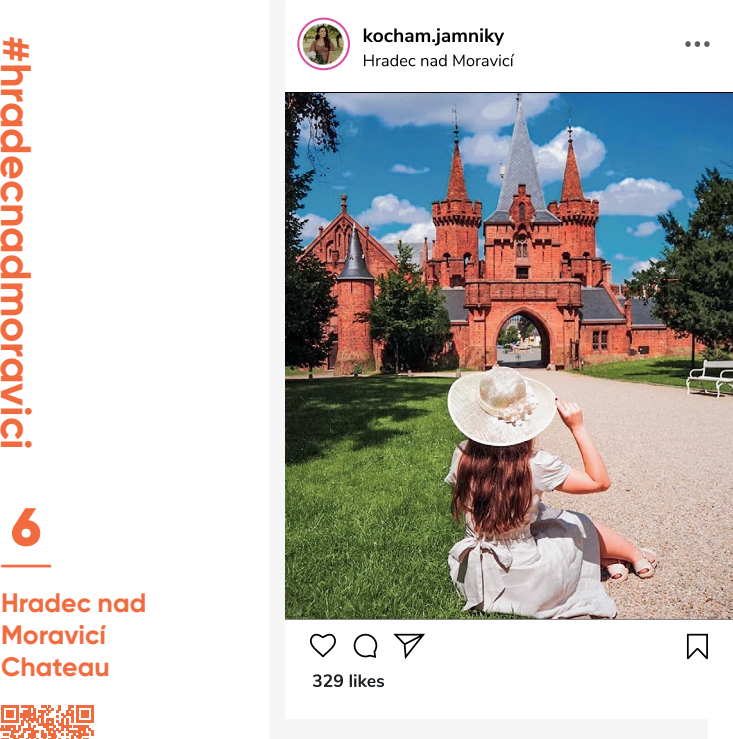 #hradecnadmoravici
6
Hradec nad
Moravicí
Chateau
kocham.jamniky
Hradec nad Moravicí
329 likes